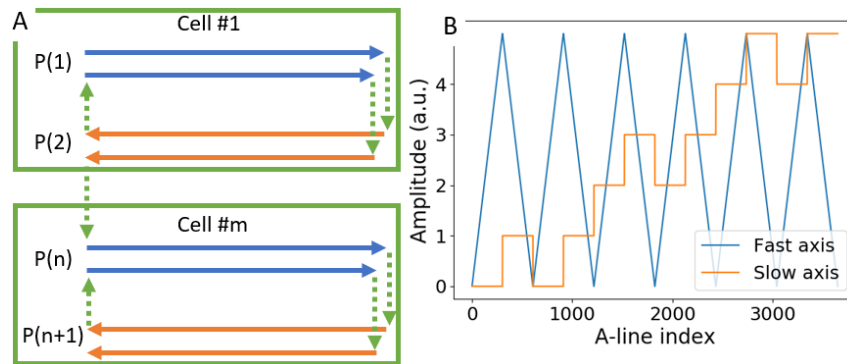 A
Cell #1
P(1)
P(2)
Cell #m
P(n)
P(n+1)
B
Amplitude (a.u.)
4
3
2
1
0
Fast axis
Slow axis
0 1000 2000 3000
A-line index